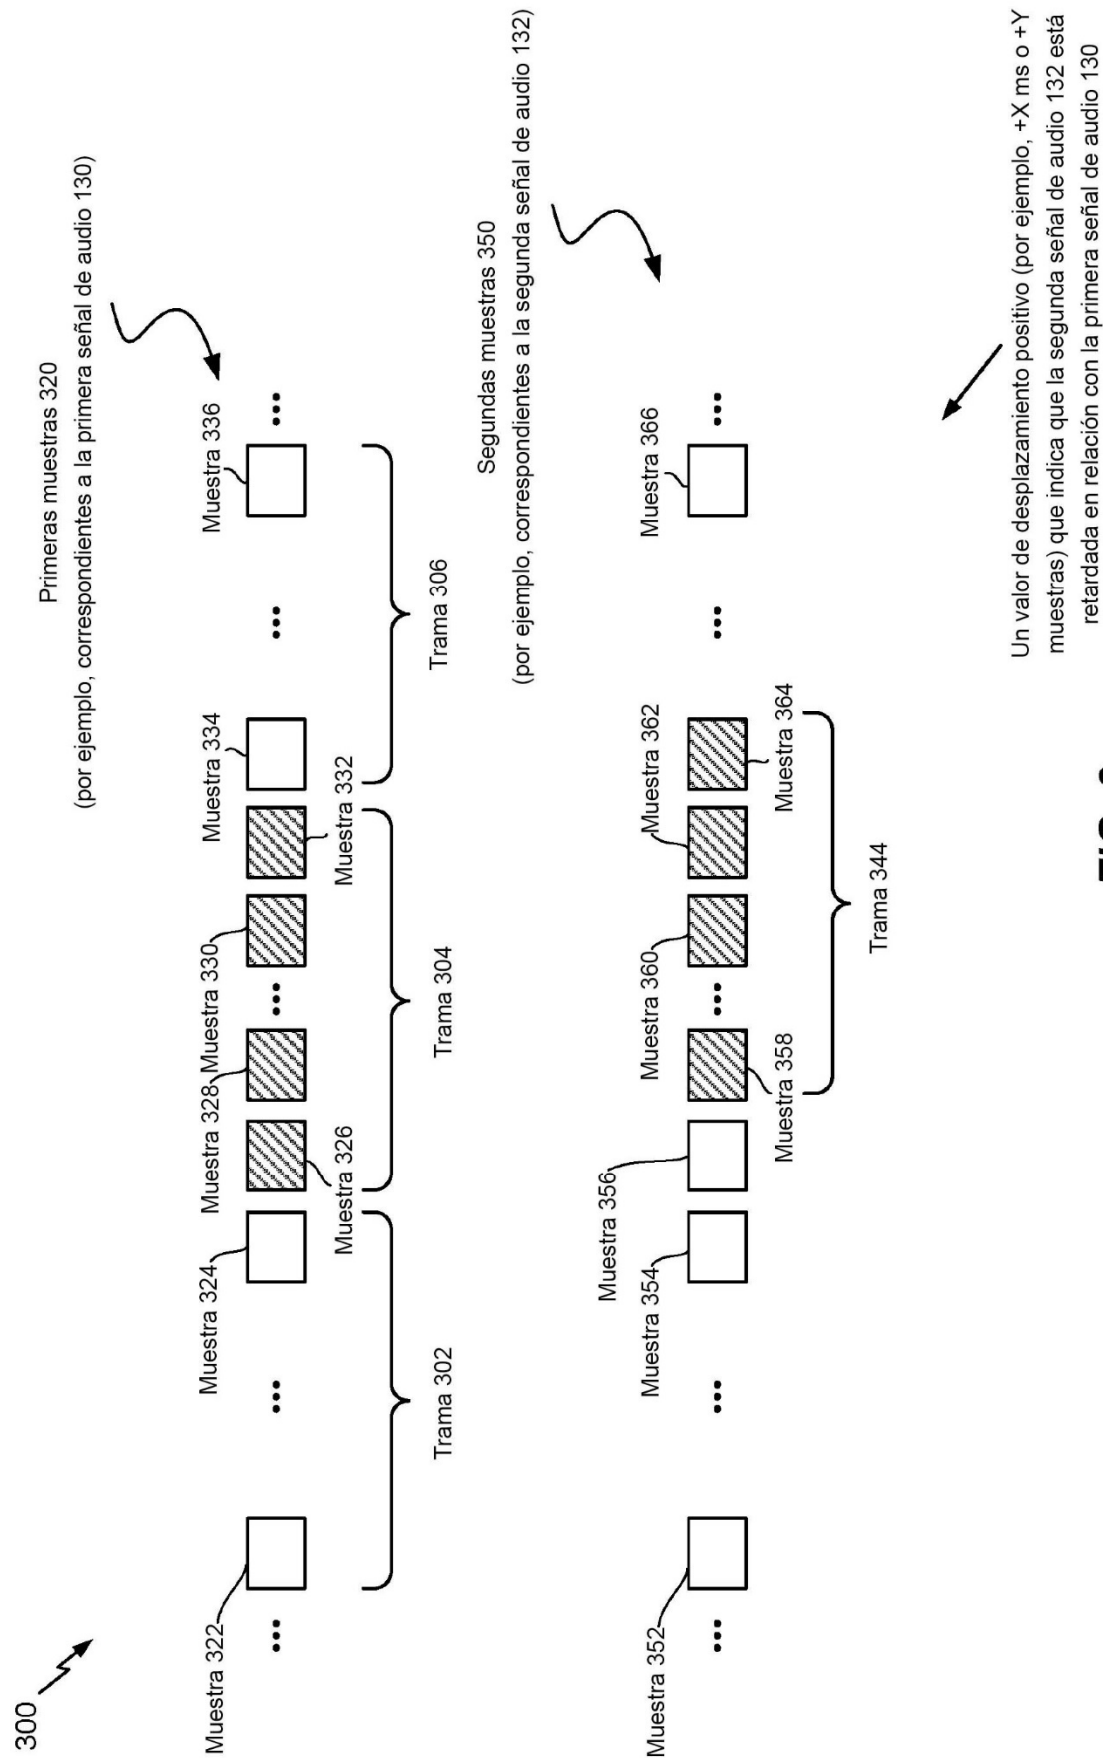 300
Primeras muestras 320
(por ejemplo, correspondientes a la primera señal de audio 130)
Muestra 322
Muestra 324
Muestra 326
Muestra 328
Muestra 330
Muestra 332
Muestra 334
Muestra 336
Trama 302
Trama 304
Trama 306
Segundas muestras 350
(por ejemplo, correspondientes a la segunda señal de audio 132)
Muestra 352
Muestra 354
Muestra 356
Muestra 358
Muestra 360
Muestra 362
Muestra 364
Muestra 366
Trama 344
Un valor de desplazamiento positivo (por ejemplo, +X ms o +Y
muestras) que indica que la segunda señal de audio 132 está
retardada en relación con la primera señal de audio 130